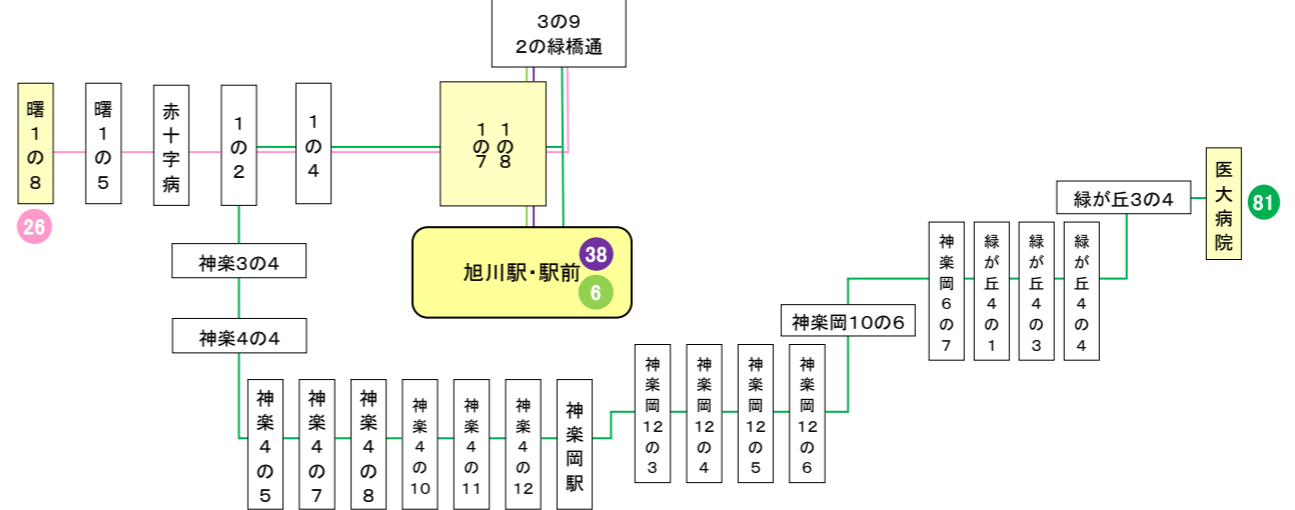 3の9
2の緑橋通
曙1の8
曙1の5
赤十字病
1の2
1の4
1の8
1の7
26
神楽3の4
神楽4の4
旭川駅・駅前
38
6
神楽4の5
神楽4の7
神楽4の8
神楽4の10
神楽4の11
神楽4の12
神楽岡駅
神楽岡12の3
神楽岡12の4
神楽岡12の5
神楽岡12の6
神楽岡10の6
神楽岡6の7
緑が丘4の1
緑が丘4の3
緑が丘4の4
緑が丘3の4
医大病院
81